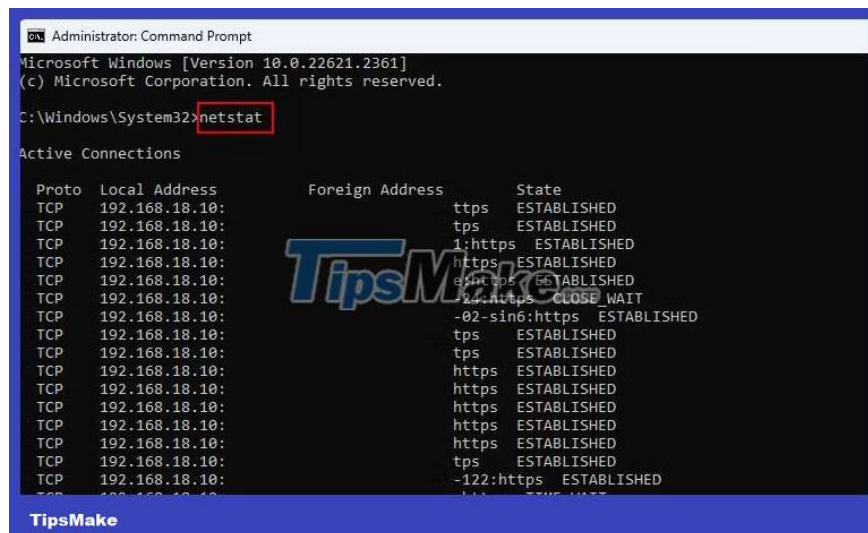 Administrator: Command Prompt
Microsoft Windows [Version 10.0.22621.2361]
(c) Microsoft Corporation. All rights reserved.
C:\Windows\System32>netstat
Active Connections
Proto Local Address Foreign Address State
TCP 192.168.18.10: ttps ESTABLISHED
TCP 192.168.18.10: tps ESTABLISHED
TCP 192.168.18.10: 1:https ESTABLISHED
TCP 192.168.18.10: https ESTABLISHED
TCP 192.168.18.10: e:https ESTABLISHED
TCP 192.168.18.10: -24:https CLOSE_WAIT
TCP 192.168.18.10: -02-sin6:https ESTABLISHED
TCP 192.168.18.10: tps ESTABLISHED
TCP 192.168.18.10: tps ESTABLISHED
TCP 192.168.18.10: https ESTABLISHED
TCP 192.168.18.10: https ESTABLISHED
TCP 192.168.18.10: https ESTABLISHED
TCP 192.168.18.10: https ESTABLISHED
TCP 192.168.18.10: https ESTABLISHED
TCP 192.168.18.10: tps ESTABLISHED
TCP 192.168.18.10: -122:https ESTABLISHED
TipsMake
TipsMake